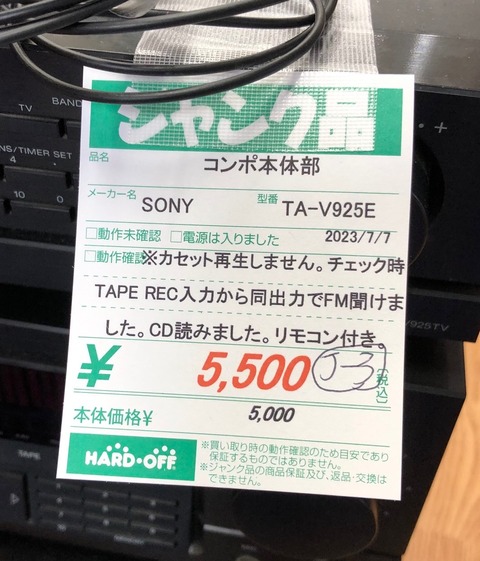 TV BAND
ジャンク品
+
NS/TIMER SET
4
品名 コンポ本体部
10 0
メーカー名 SONY 型番 TA-V925E
□動作未確認 □電源は入りました 2023/7/7
□動作確認※カセット再生しません。チェック時
TAPE REC入力から同出力でFM聞けま
した。CD読みました。リモコン付き。
V925TV
¥ 5,500 (税込)
J-3
本体価格¥ 5,000
HARD・OFF
※買い取り時の動作確認のため目安であり
保証するものではありません。
※ジャンク品の商品保証及び、返品・交換は
できません。
TAPE